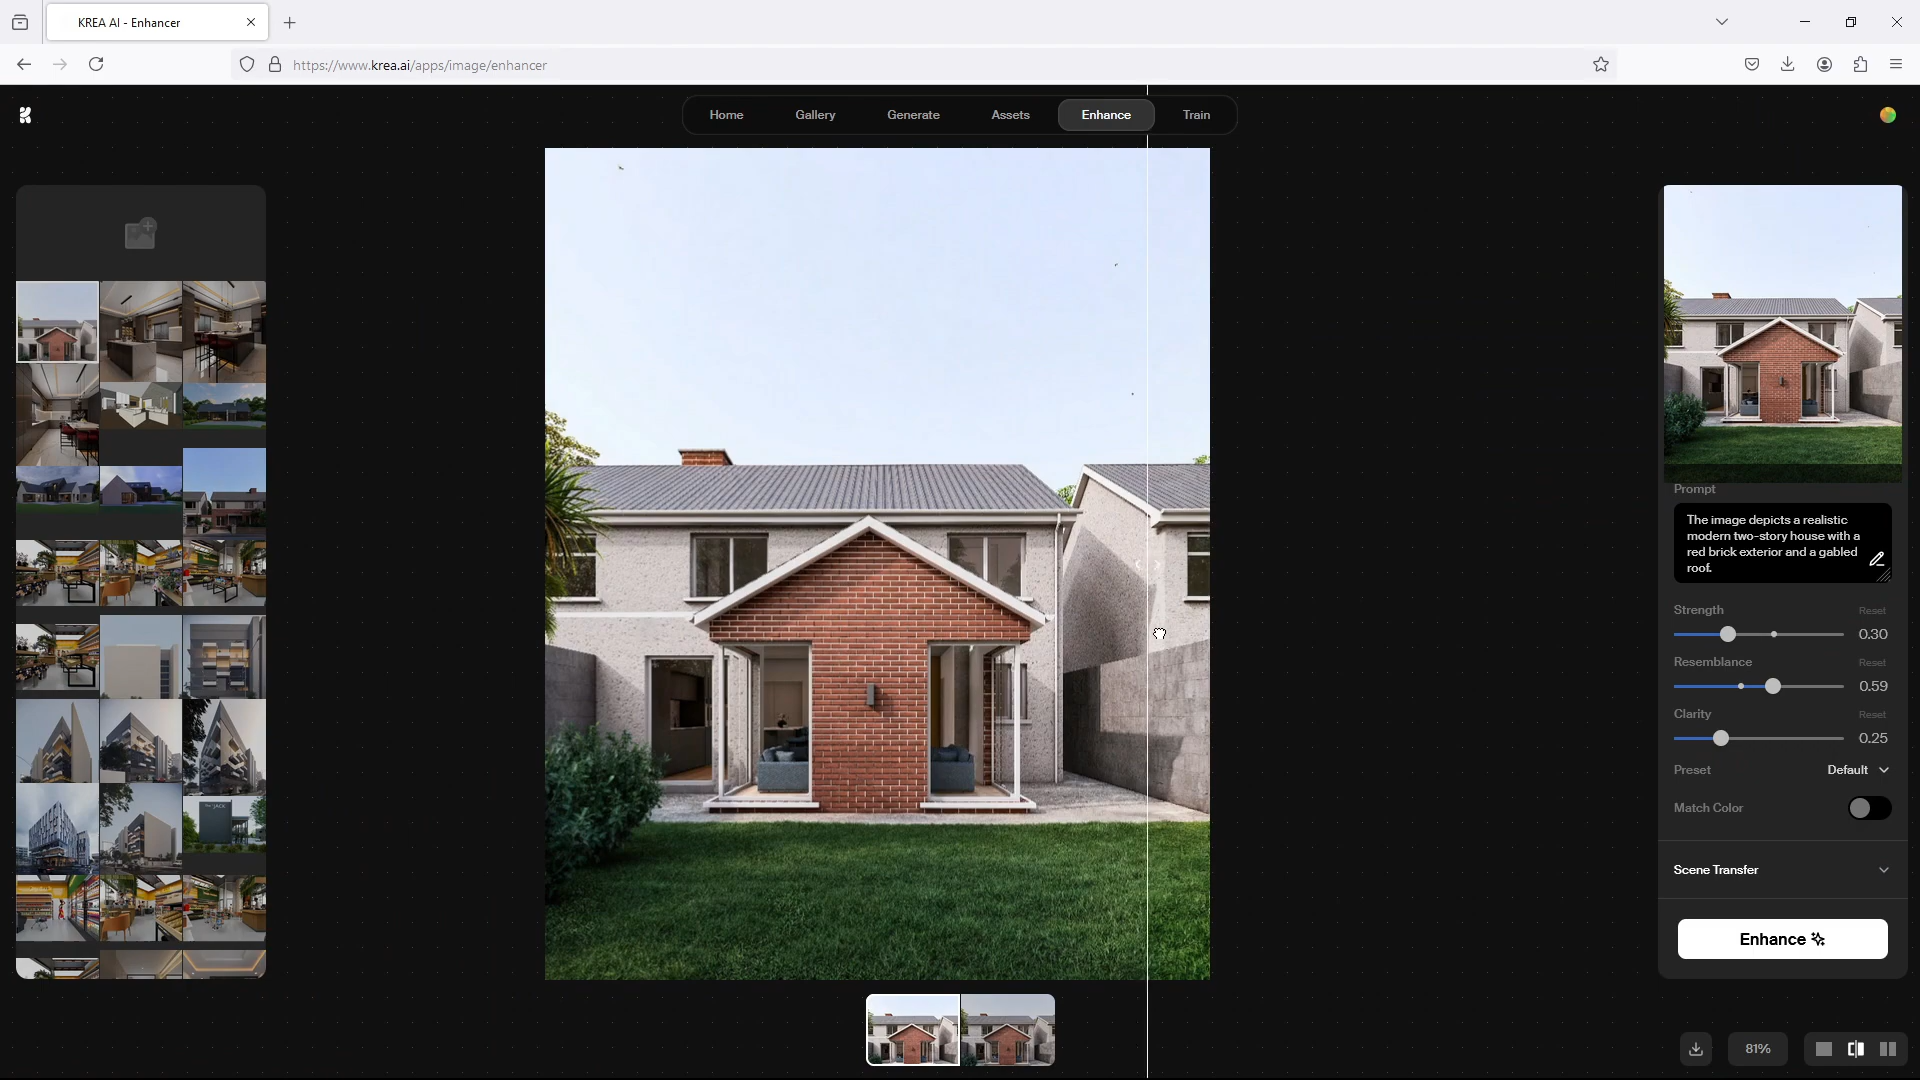 KREA AI - Enhancer
https://www.krea.ai/apps/image/enhancer
Home
Gallery
Generate
Assets
Enhance
Train
Prompt
The image depicts a realistic
modern two-story house with a
red brick exterior and a gabled
roof.
Strength
Reset
0.30
Resemblance
Reset
0.59
Clarity
Reset
0.25
Preset
Default
Match Color
Scene Transfer
Enhance
81%